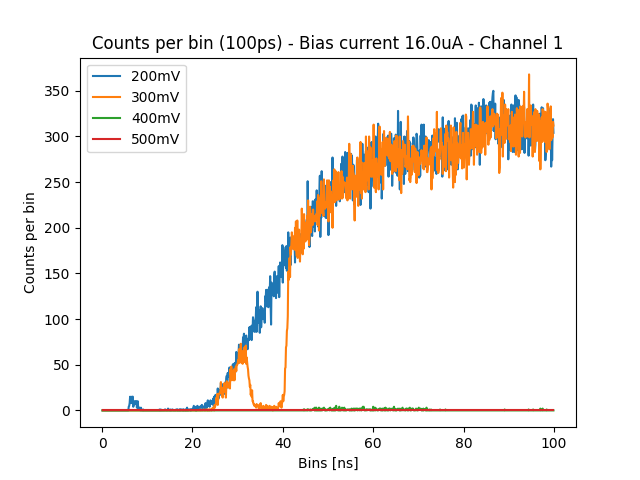 Counts per bin (100ps) - Bias current 16.0uA - Channel 1
200mV
300mV
400mV
500mV
Counts per bin
350
300
250
200
150
100
50
0
0 20 40 60 80 100
Bins [ns]